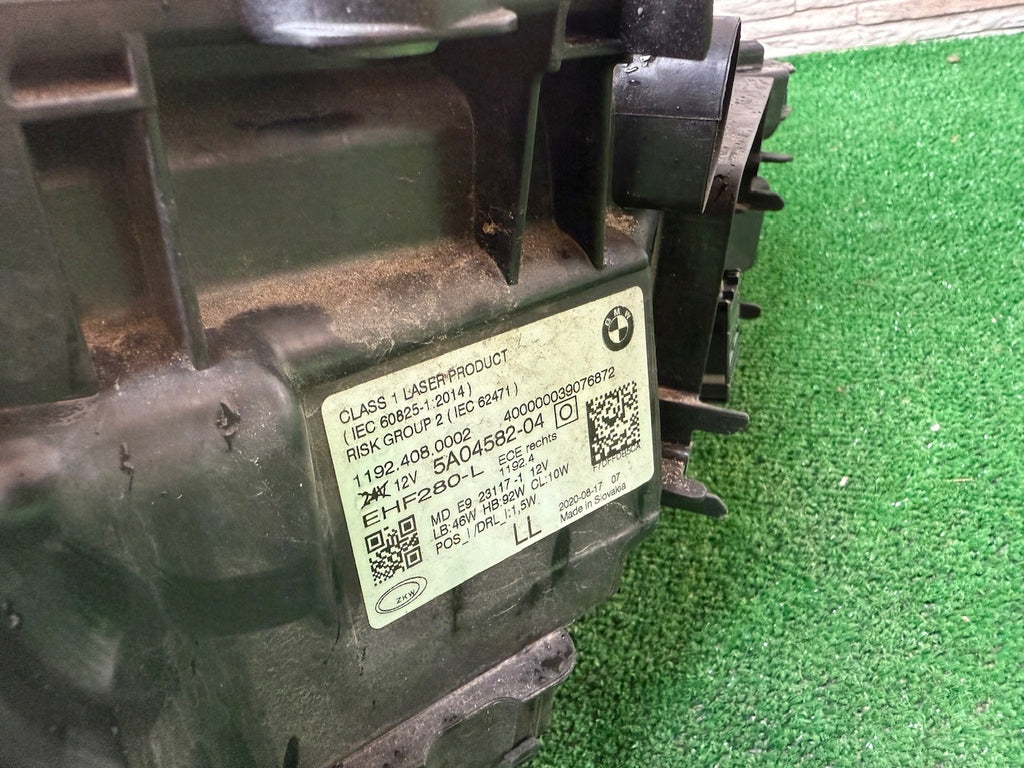 BMW
CLASS 1 LASER PRODUCT
( IEC 60825-1:2014 )
RISK GROUP 2 ( IEC 62471 )
1192.408.0002 400000039076872
24V 12V 5A04582-04 O
EHF280-L ECE rechts
1192.4
MD E9 23117-1 12V
LB:46W HB:92W CL:10W
POS_I /DRL_I:1,5W
LL
2020-08-17 07
Made in Slovakia
ZKW